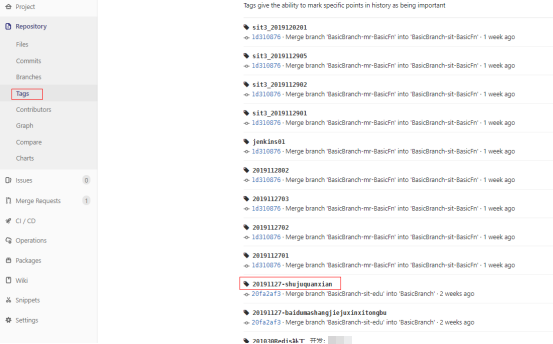 Project
Repository
Files
Commits
Branches
Tags
Contributors
Graph
Compare
Charts
Issues 0
Merge Requests 1
CI / CD
Operations
Packages
Wiki
Snippets
Settings
Tags give the ability to mark specific points in history as being important
sit3_2019120201
1d310876 · Merge branch 'BasicBranch-mr-BasicFn' into 'BasicBranch-sit-BasicFn' · 1 week ago
sit3_2019112905
1d310876 · Merge branch 'BasicBranch-mr-BasicFn' into 'BasicBranch-sit-BasicFn' · 1 week ago
sit3_2019112902
1d310876 · Merge branch 'BasicBranch-mr-BasicFn' into 'BasicBranch-sit-BasicFn' · 1 week ago
sit3_2019112901
1d310876 · Merge branch 'BasicBranch-mr-BasicFn' into 'BasicBranch-sit-BasicFn' · 1 week ago
jenkins01
1d310876 · Merge branch 'BasicBranch-mr-BasicFn' into 'BasicBranch-sit-BasicFn' · 1 week ago
2019112802
1d310876 · Merge branch 'BasicBranch-mr-BasicFn' into 'BasicBranch-sit-BasicFn' · 1 week ago
2019112703
1d310876 · Merge branch 'BasicBranch-mr-BasicFn' into 'BasicBranch-sit-BasicFn' · 1 week ago
2019112702
1d310876 · Merge branch 'BasicBranch-mr-BasicFn' into 'BasicBranch-sit-BasicFn' · 1 week ago
2019112701
1d310876 · Merge branch 'BasicBranch-mr-BasicFn' into 'BasicBranch-sit-BasicFn' · 1 week ago
20191127-shujuquanxian
20fa2af3 · Merge branch 'BasicBranch-sit-edu' into 'BasicBranch' · 2 weeks ago
20191127-baidumashangjiejuxinxitongbu
20fa2af3 · Merge branch 'BasicBranch-sit-edu' into 'BasicBranch' · 2 weeks ago